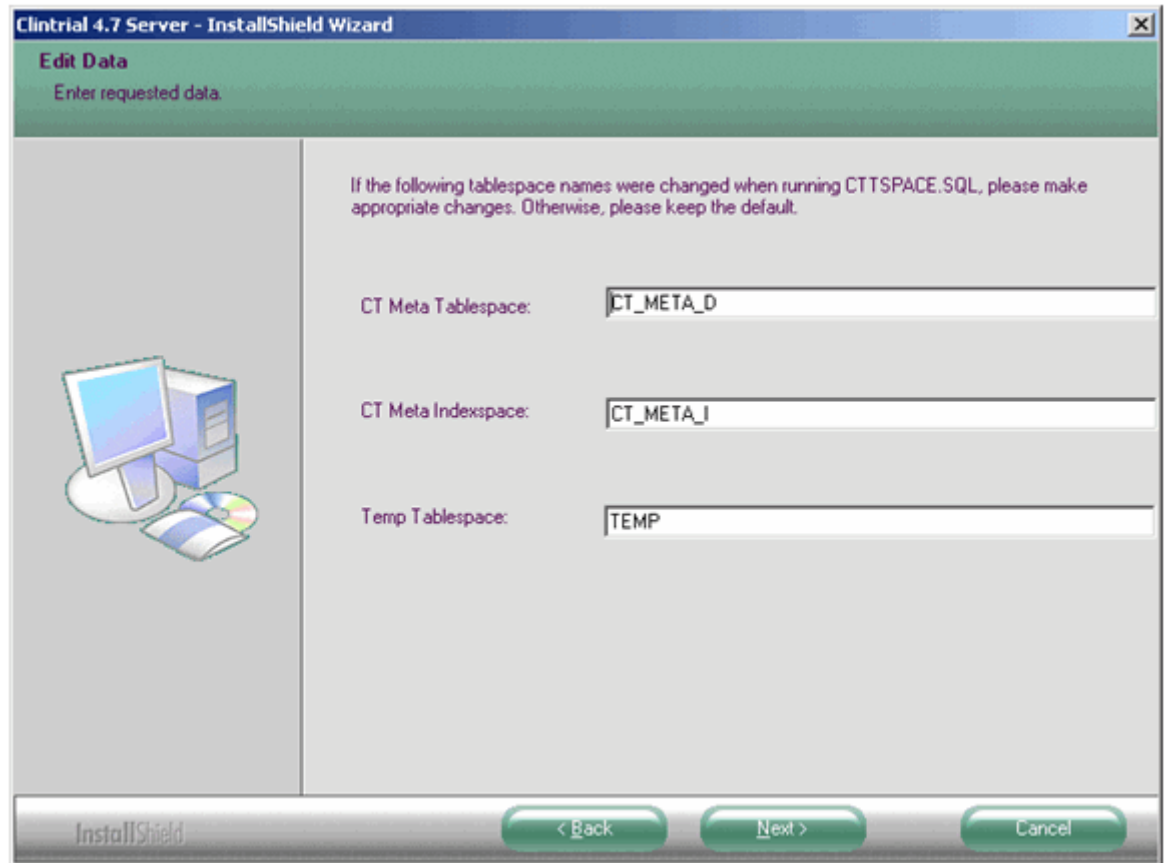 Clintrial 4.7 Server - InstallShield Wizard
Edit Data
Enter requested data.
If the following tablespace names were changed when running CTTSPACE.SQL, please make
appropriate changes. Otherwise, please keep the default.
CT Meta Tablespace: CT_META_D
CT Meta Indexspace: CT_META_I
Temp Tablespace: TEMP
InstallShield < Back Next > Cancel